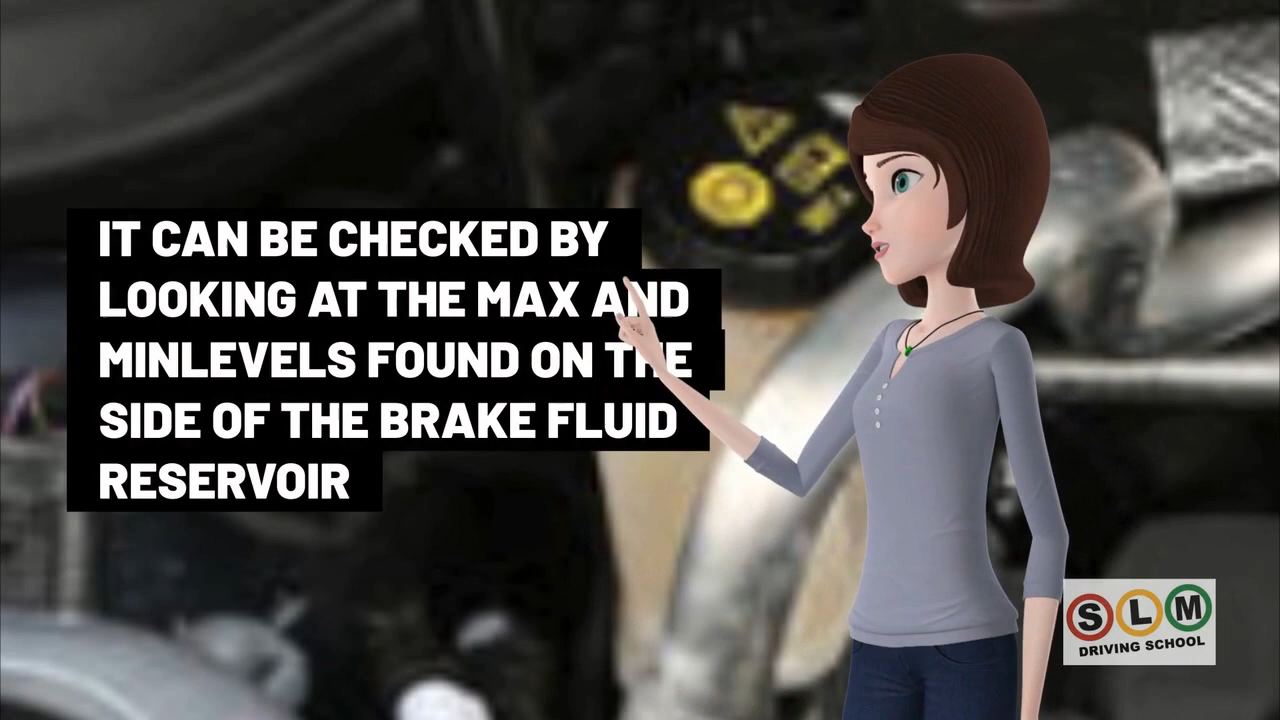 IT CAN BE CHECKED BY
LOOKING AT THE MAX AND
MINLEVELS FOUND ON THE
SIDE OF THE BRAKE FLUID
RESERVOIR
SLM
DRIVING SCHOOL